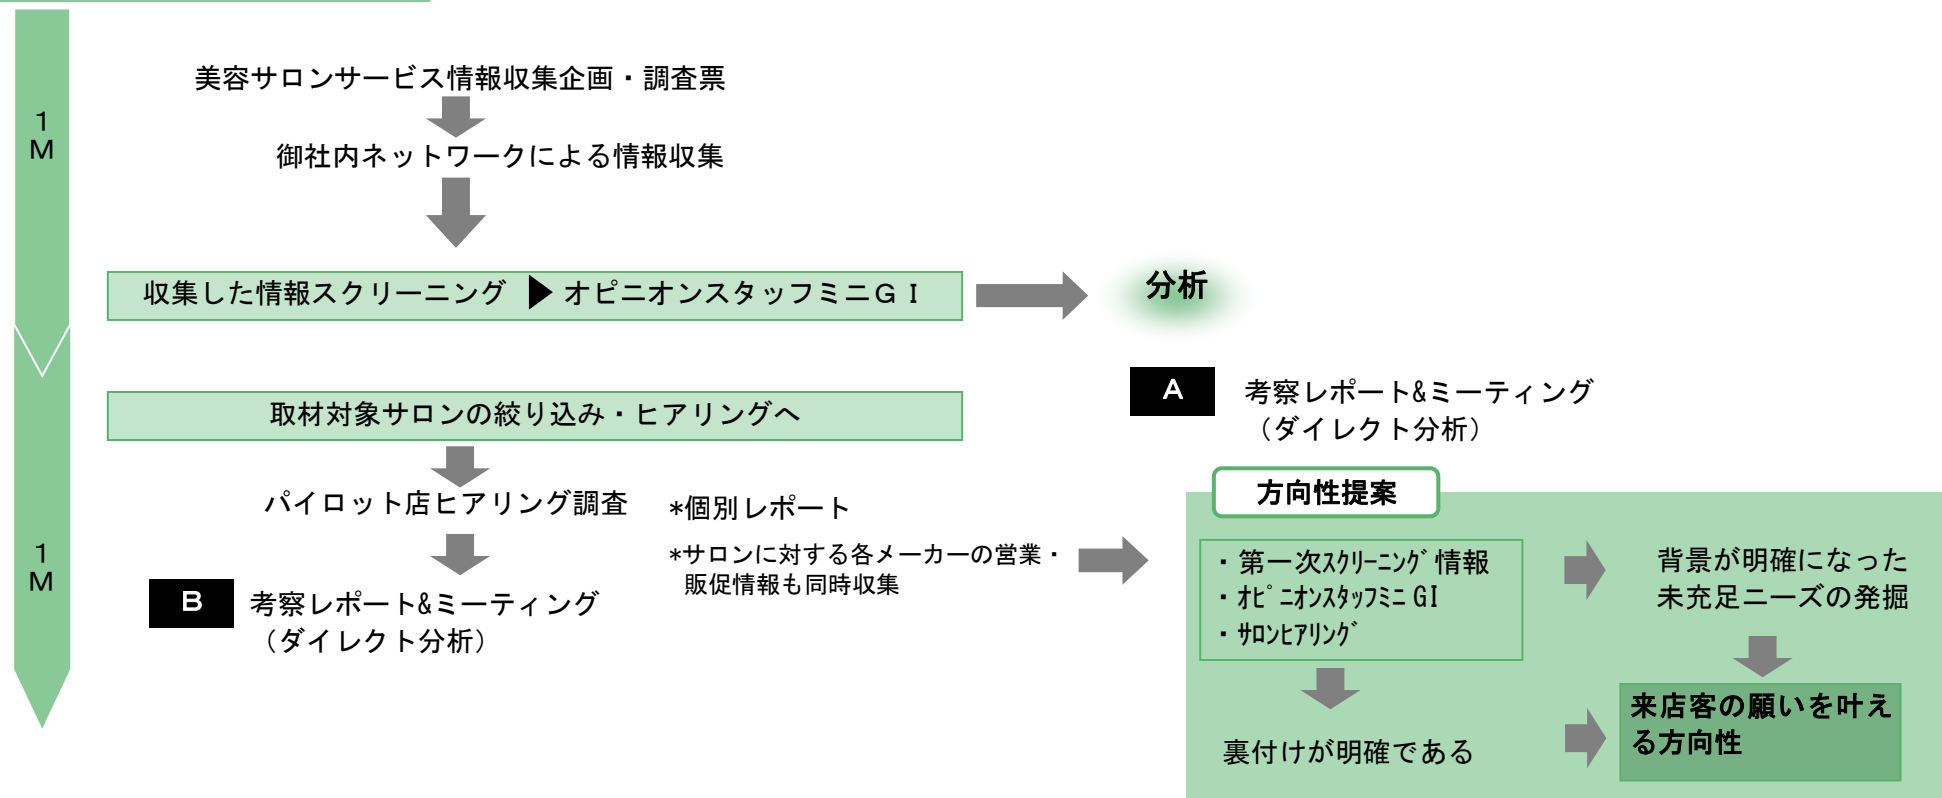 1
M
美容サロンサービス情報収集企画・調査票
御社内ネットワークによる情報収集
収集した情報スクリーニング ▶ オピニオンスタッフミニＧＩ
分析
取材対象サロンの絞り込み・ヒアリングへ
A
考察レポート&ミーティング
（ダイレクト分析）
1
M
パイロット店ヒアリング調査
*個別レポート
*サロンに対する各メーカーの営業・
販促情報も同時収集
B
考察レポート&ミーティング
（ダイレクト分析）
方向性提案
・第一次ｽｸﾘｰﾆﾝｸﾞ情報
・ｵﾋﾟﾆｵﾝｽﾀｯﾌﾐﾆGI
・ｻﾛﾝﾋｱﾘﾝｸﾞ
背景が明確になった
未充足ニーズの発掘
裏付けが明確である
来店客の願いを叶え
る方向性